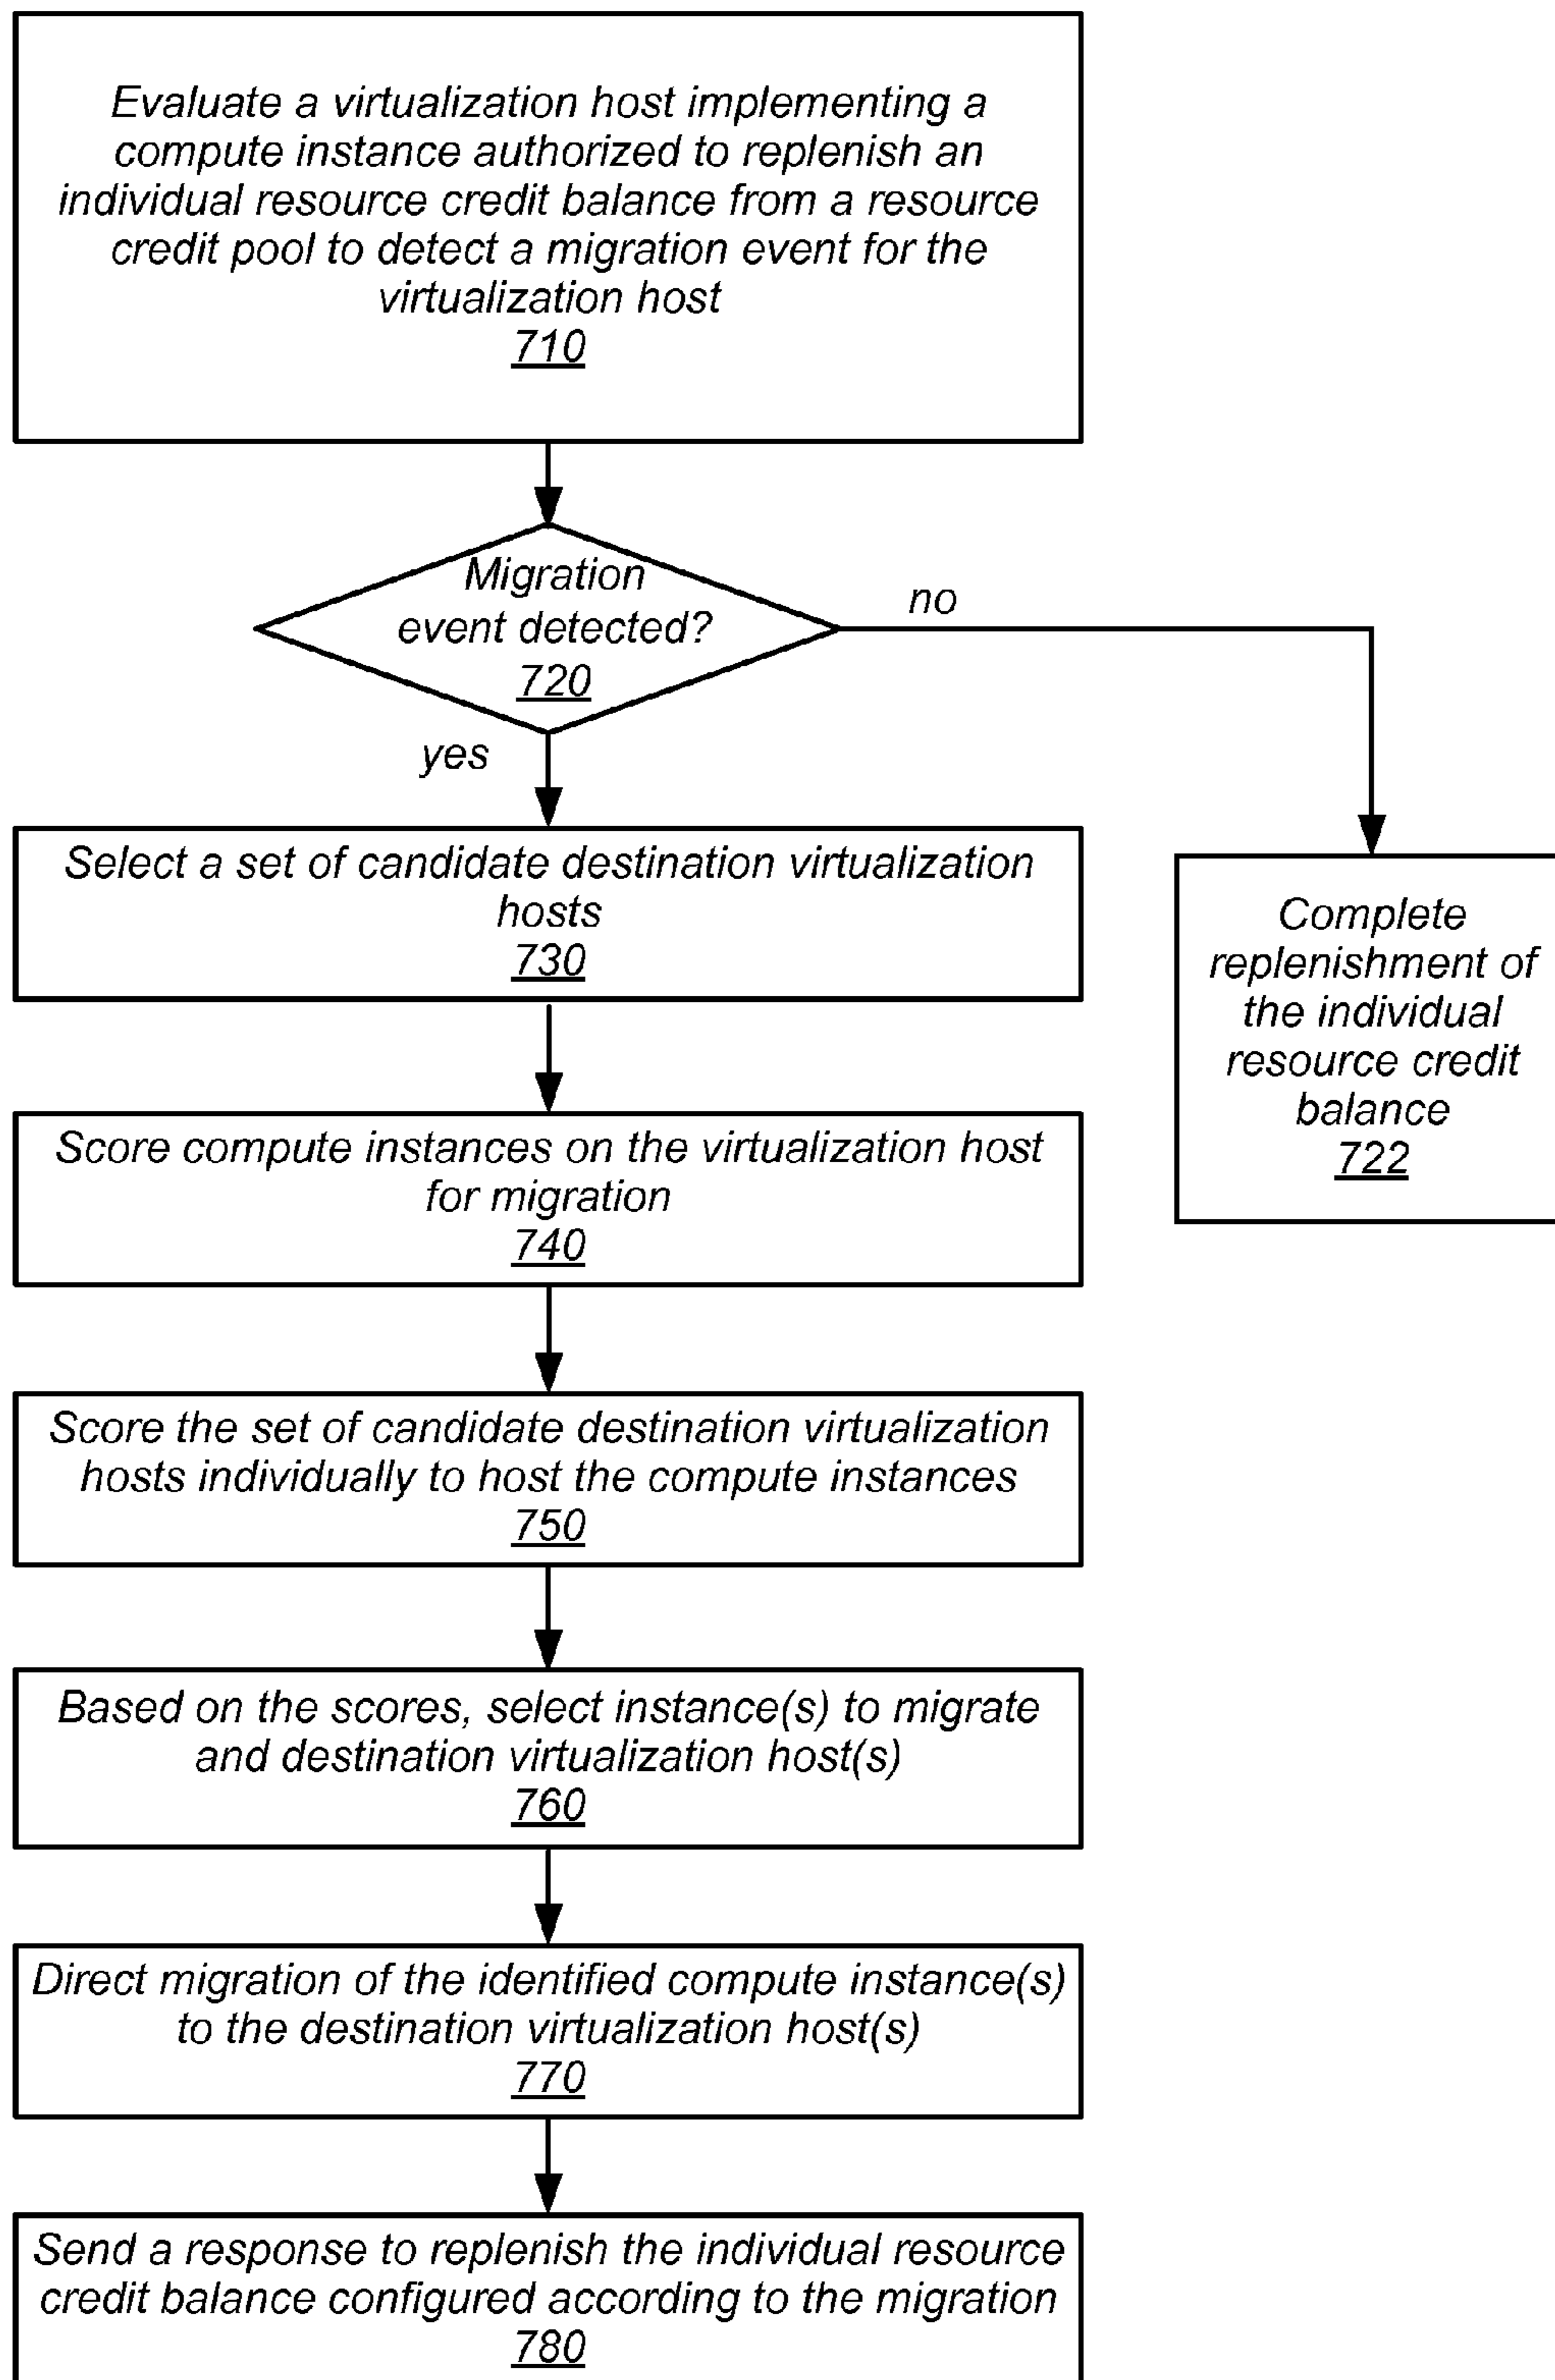 Evaluate a virtualization host implementing a
compute instance authorized to replenish an
individual resource credit balance from a resource
credit pool to detect a migration event for the
virtualization host
710
Migration
event detected?
720
no
yes
Select a set of candidate destination virtualization
hosts
730
Complete
replenishment of
the individual
resource credit
balance
722
Score compute instances on the virtualization host
for migration
740
Score the set of candidate destination virtualization
hosts individually to host the compute instances
750
Based on the scores, select instance(s) to migrate
and destination virtualization host(s)
760
Direct migration of the identified compute instance(s)
to the destination virtualization host(s)
770
Send a response to replenish the individual resource
credit balance configured according to the migration
780